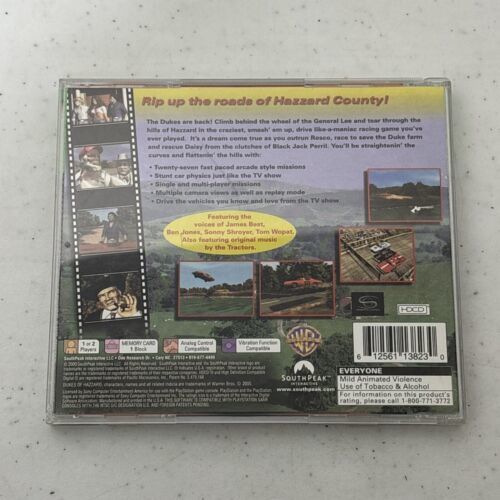 Rip up the roads of Hazzard County!
The Dukes are back! Climb behind the wheel of the General Lee and tear through the
hills of Hazzard in the craziest, smash' em up, drive like-a-maniac racing game you've
ever played. It's a dream come true as you outrun Rosco, race to save the Duke farm
and rescue Daisy from the clutches of Black Jack Perril. You'll be straightenin' the
curves and flattenin' the hills with:
• Twenty-seven fast paced arcade style missions
• Stunt car physics just like the TV show
• Single and multi-player missions
• Multiple camera views as well as replay mode
• Drive the vehicles you know and love from the TV show
Featuring the
voices of James Best,
Ben Jones, Sonny Shroyer, Tom Wopat.
Also featuring original music
by the Tractors.
HDCD
1 or 2
Players
MEMORY CARD
1 Block
Analog Control
Compatible
Vibration Function
Compatible
WB
SOUTHPEAK
INTERACTIVE
www.southpeak.com
6 12561 13823 0
EVERYONE
Mild Animated Violence
Use of Tobacco & Alcohol
For information on this product's
rating, please call 1-800-771-3772